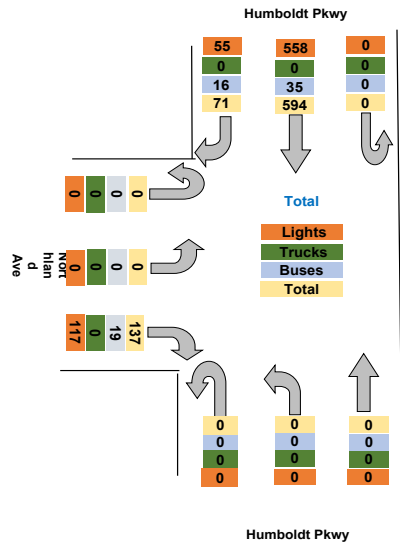 Humboldt Pkwy
55 558 0
0 0 0
16 35 0
71 594 0
0 0 0 0
Total
Lights
Trucks
Buses
Total
Nort
hlan
d
Ave
0 0 0 0
117 0 19 137
0 0 0
0 0 0
0 0 0
0 0 0
Humboldt Pkwy